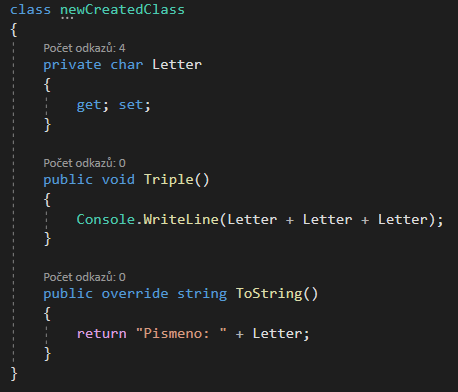 class newCreatedClass
{
Počet odkazů: 4
private char Letter
{
get; set;
}
Počet odkazů: 0
public void Triple()
{
Console.WriteLine(Letter + Letter + Letter);
}
Počet odkazů: 0
public override string ToString()
{
return "Pismeno: " + Letter;
}
}